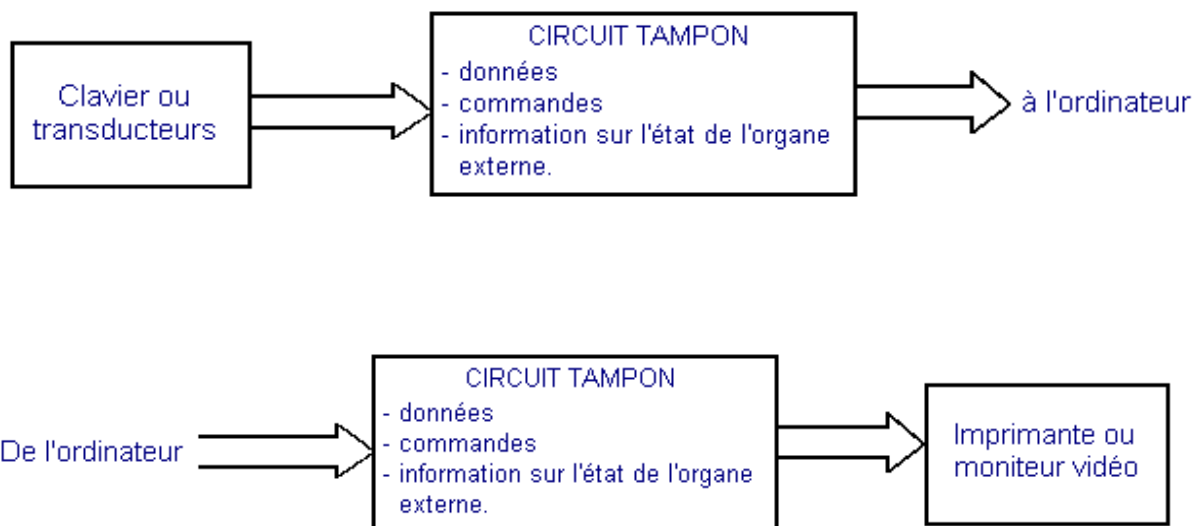 CIRCUIT TAMPON
Clavier ou
transducteurs
- données
- commandes
- information sur l'état de l'organe
externe.
à l'ordinateur
CIRCUIT TAMPON
De l'ordinateur
- données
- commandes
- information sur l'état de l'organe
externe.
Imprimante ou
moniteur vidéo